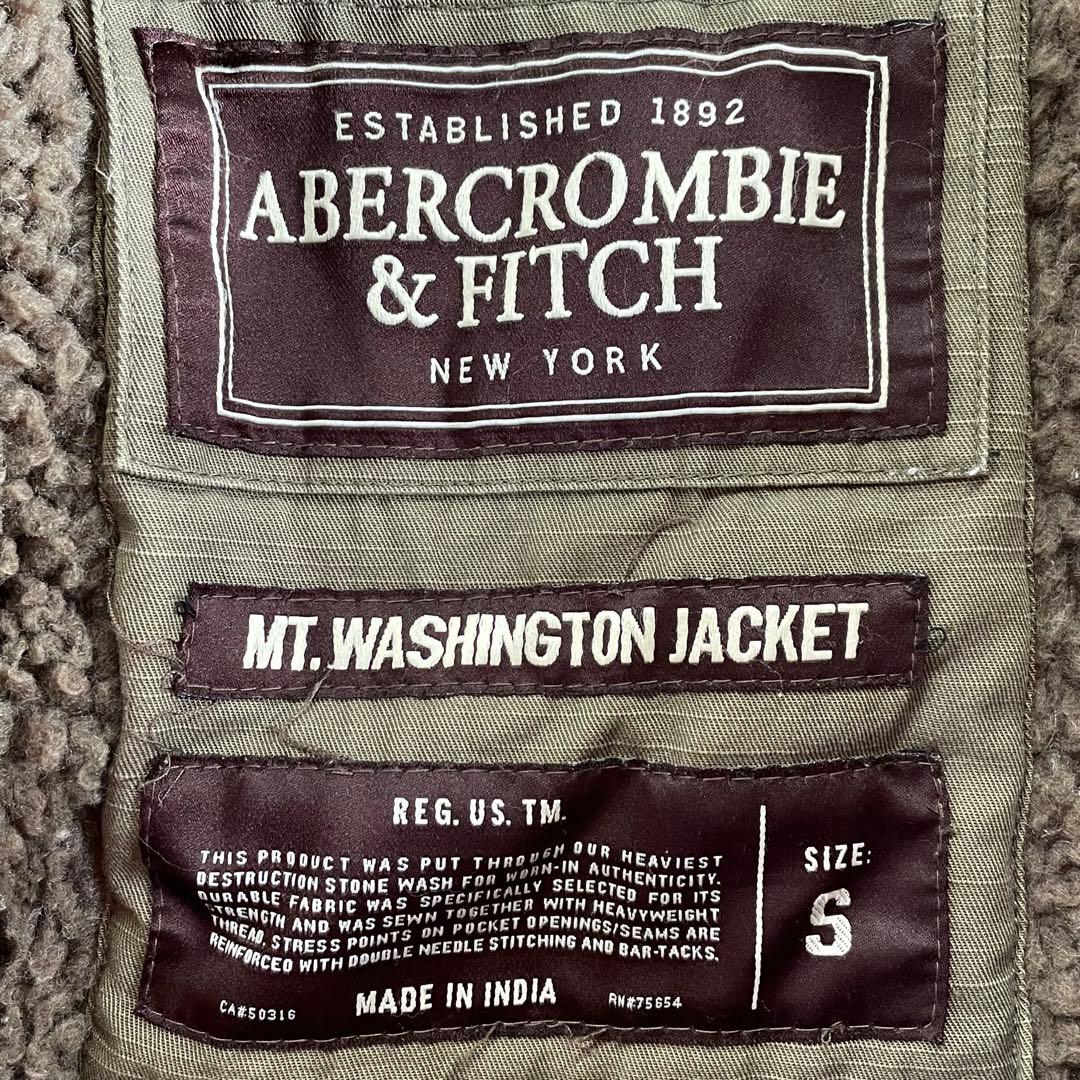 ESTABLISHED 1892
ABERCROMBIE
& FITCH
NEW YORK
MT. WASHINGTON JACKET
REG. US. TM.
THIS PRODUCT WAS PUT THROUGH OUR HEAVIEST
DESTRUCTION STONE WASH FOR WORN-IN AUTHENTICITY.
DURABLE FABRIC WAS SPECIFICALLY SELECTED FOR ITS
STRENGTH AND WAS SEWN TOGETHER WITH HEAVYWEIGHT
THREAD. STRESS POINTS ON POCKET OPENINGS/SEAMS ARE
REINFORCED WITH DOUBLE NEEDLE STITCHING AND BAR-TACKS.
CA#50316
MADE IN INDIA
RN#75654
SIZE:
S